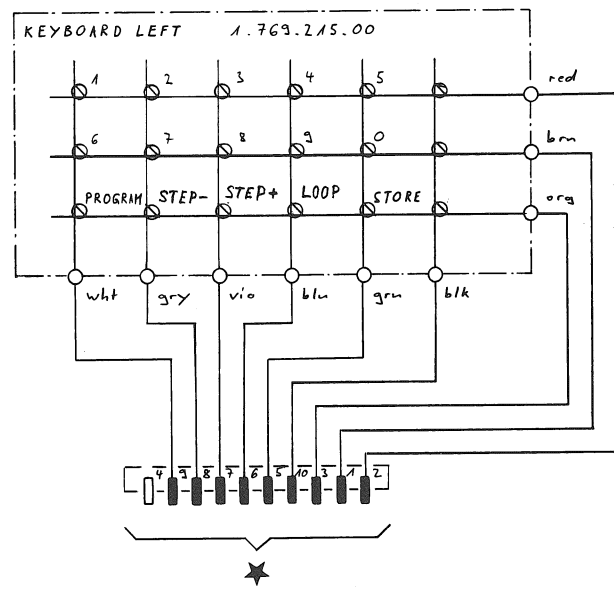 KEYBOARD LEFT 1.769.215.00
1 2 3 4 5
red
6 7 8 9 0
brn
PROGRAM STEP- STEP+ LOOP STORE
org
wht gry vio blu grn blk
4 9 8 7 6 5 10 3 1 2